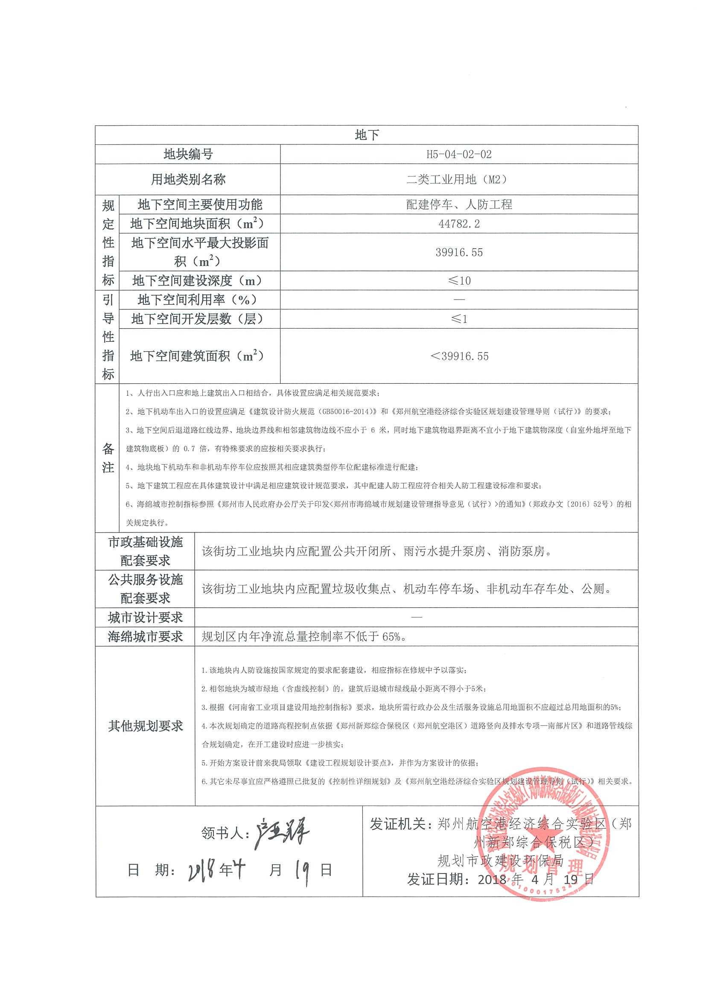 地下
地块编号 H5-04-02-02
用地类别名称 二类工业用地（M2）
规定性指标
地下空间主要使用功能 配建停车、人防工程
地下空间地块面积（m²） 44782.2
地下空间水平最大投影面
积（m²） 39916.55
地下空间建设深度（m） ≤10
引导性指标
地下空间利用率（%） —
地下空间开发层数（层） ≤1
地下空间建筑面积（m²） ＜39916.55
备注
1、人行出入口应和地上建筑出入口相结合，具体设置应满足相关规范要求；
2、地下机动车出入口的设置应满足《建筑设计防火规范（GB50016-2014）》和《郑州航空港经济综合实验区规划建设管理导则（试行）》的要求；
3、地下空间后退道路红线边界、地块边界线和相邻建筑物边线不应小于 6 米，同时地下建筑物退界距离不宜小于地下建筑物深度（自室外地坪至地下
建筑物底板）的 0.7 倍，有特殊要求的应按相关要求执行；
4、地块地下机动车和非机动车停车位应按照其相应建筑类型停车位配建标准进行配建；
5、地下建筑工程应在具体建筑设计中满足相应建筑设计规范要求，其中配建人防工程应符合相关人防工程建设标准和要求；
6、海绵城市控制指标参照《郑州市人民政府办公厅关于印发<郑州市海绵城市规划建设管理指导意见（试行）>的通知》（郑政办文〔2016〕52号）的相
关规定执行。
市政基础设施
配套要求
该街坊工业地块内应配置公共开闭所、雨污水提升泵房、消防泵房。
公共服务设施
配套要求
该街坊工业地块内应配置垃圾收集点、机动车停车场、非机动车存车处、公厕。
城市设计要求 —
海绵城市要求 规划区内年净流总量控制率不低于 65%。
其他规划要求
1.该地块内人防设施按国家规定的要求配套建设，相应指标在修规中予以落实；
2.相邻地块为城市绿地（含虚线控制）的，建筑后退城市绿线最小距离不得小于5米；
3.根据《河南省工业项目建设用地控制指标》要求，地块所需行政办公及生活服务设施总用地面积不应超过总用地面积的5%；
4.本次规划确定的道路高程控制点依据《郑州新郑综合保税区（郑州航空港区）道路竖向及排水专项—南部片区》和道路管线综
合规划确定，在开工建设时应进一步核实；
5.开始方案设计前来我局领取《建设工程规划设计要点》，并作为方案设计的依据；
6.其它未尽事宜应严格遵照已批复的《控制性详细规划》及《郑州航空港经济综合实验区规划建设管理导则（试行）》相关要求。
领书人：
日 期：2018年4 月 19 日
发证机关：郑州航空港经济综合实验区（郑
州新郑综合保税区）
规划市政建设环保局
发证日期：2018 年 4 月 19 日
规划管理